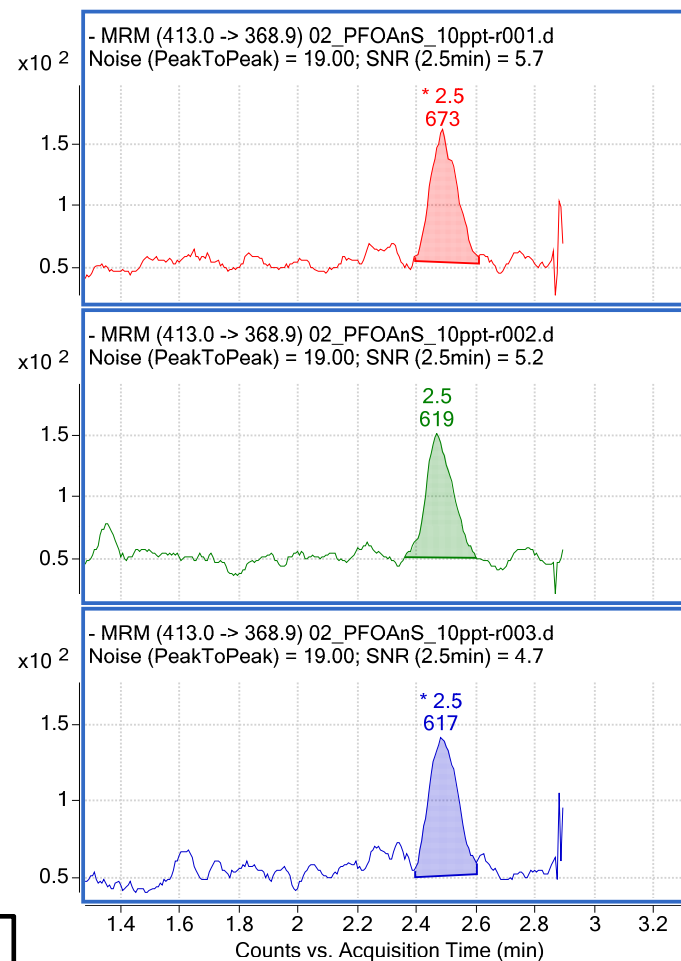 - MRM (413.0 -> 368.9) 02_PFOAnS_10ppt-r001.d
Noise (PeakToPeak) = 19.00; SNR (2.5min) = 5.7
x10 2
* 2.5
673
1.5
1
0.5
- MRM (413.0 -> 368.9) 02_PFOAnS_10ppt-r002.d
Noise (PeakToPeak) = 19.00; SNR (2.5min) = 5.2
x10 2
2.5
619
1.5
1
0.5
- MRM (413.0 -> 368.9) 02_PFOAnS_10ppt-r003.d
Noise (PeakToPeak) = 19.00; SNR (2.5min) = 4.7
x10 2
* 2.5
617
1.5
1
0.5
1.4 1.6 1.8 2 2.2 2.4 2.6 2.8 3 3.2
Counts vs. Acquisition Time (min)